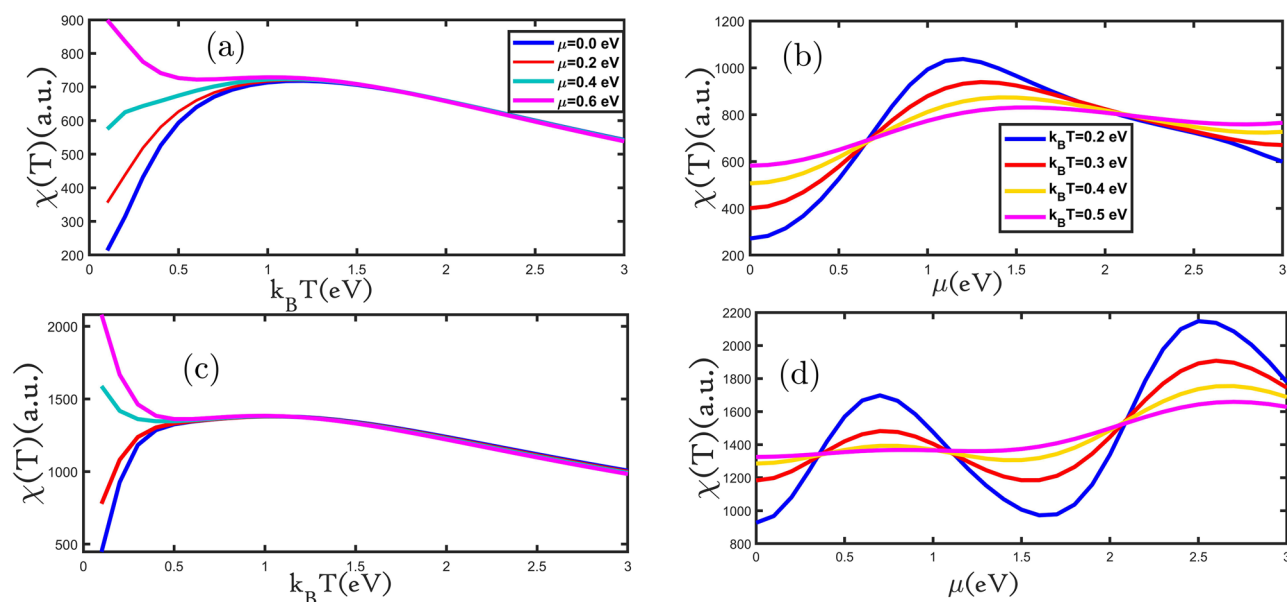 (a)
χ(T)(a.u.)
900
800
700
600
500
400
300
200
0
0.5
1
1.5
2
2.5
3
k_B T(eV)
μ=0.0 eV
μ=0.2 eV
μ=0.4 eV
μ=0.6 eV
(b)
χ(T)(a.u.)
1200
1000
800
600
400
200
0
0.5
1
1.5
2
2.5
3
μ(eV)
k_BT=0.2 eV
k_BT=0.3 eV
k_BT=0.4 eV
k_BT=0.5 eV
(c)
χ(T)(a.u.)
2000
1500
1000
500
0
0.5
1
1.5
2
2.5
3
k_B T(eV)
(d)
χ(T)(a.u.)
2200
2000
1800
1600
1400
1200
1000
800
0
0.5
1
1.5
2
2.5
3
μ(eV)